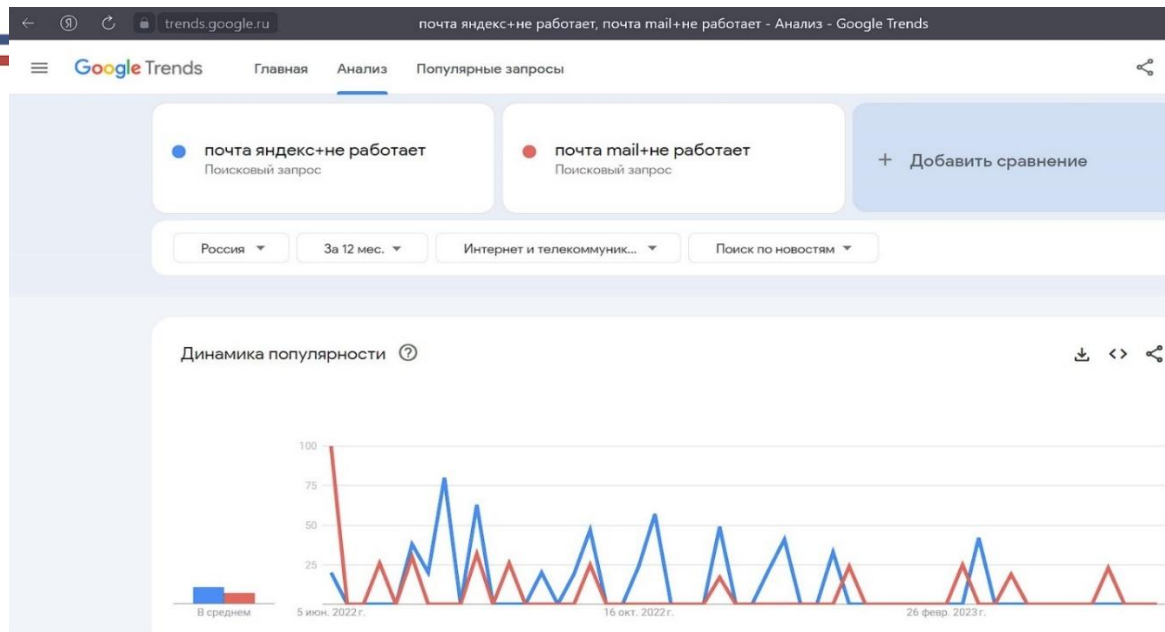 trends.google.ru
почта яндекс+не работает, почта mail+не работает - Анализ - Google Trends
Google Trends
Главная
Анализ
Популярные запросы
почта яндекс+не работает
Поисковый запрос
почта mail+не работает
Поисковый запрос
+ Добавить сравнение
Россия
За 12 мес.
Интернет и телекоммуник...
Поиск по новостям
Динамика популярности
100
75
50
25
В среднем
5 июн. 2022 г.
16 окт. 2022 г.
26 февр. 2023 г.